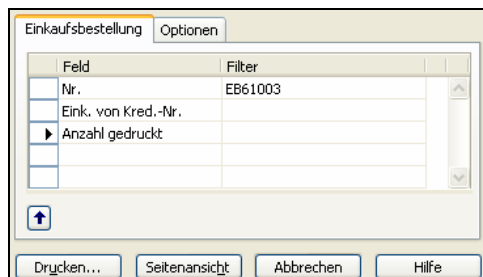 Einkaufsbestellung Optionen
Feld Filter
Nr. EB61003
Eink. von Kred.-Nr.
Anzahl gedruckt
Drucken... Seitenansicht Abbrechen Hilfe